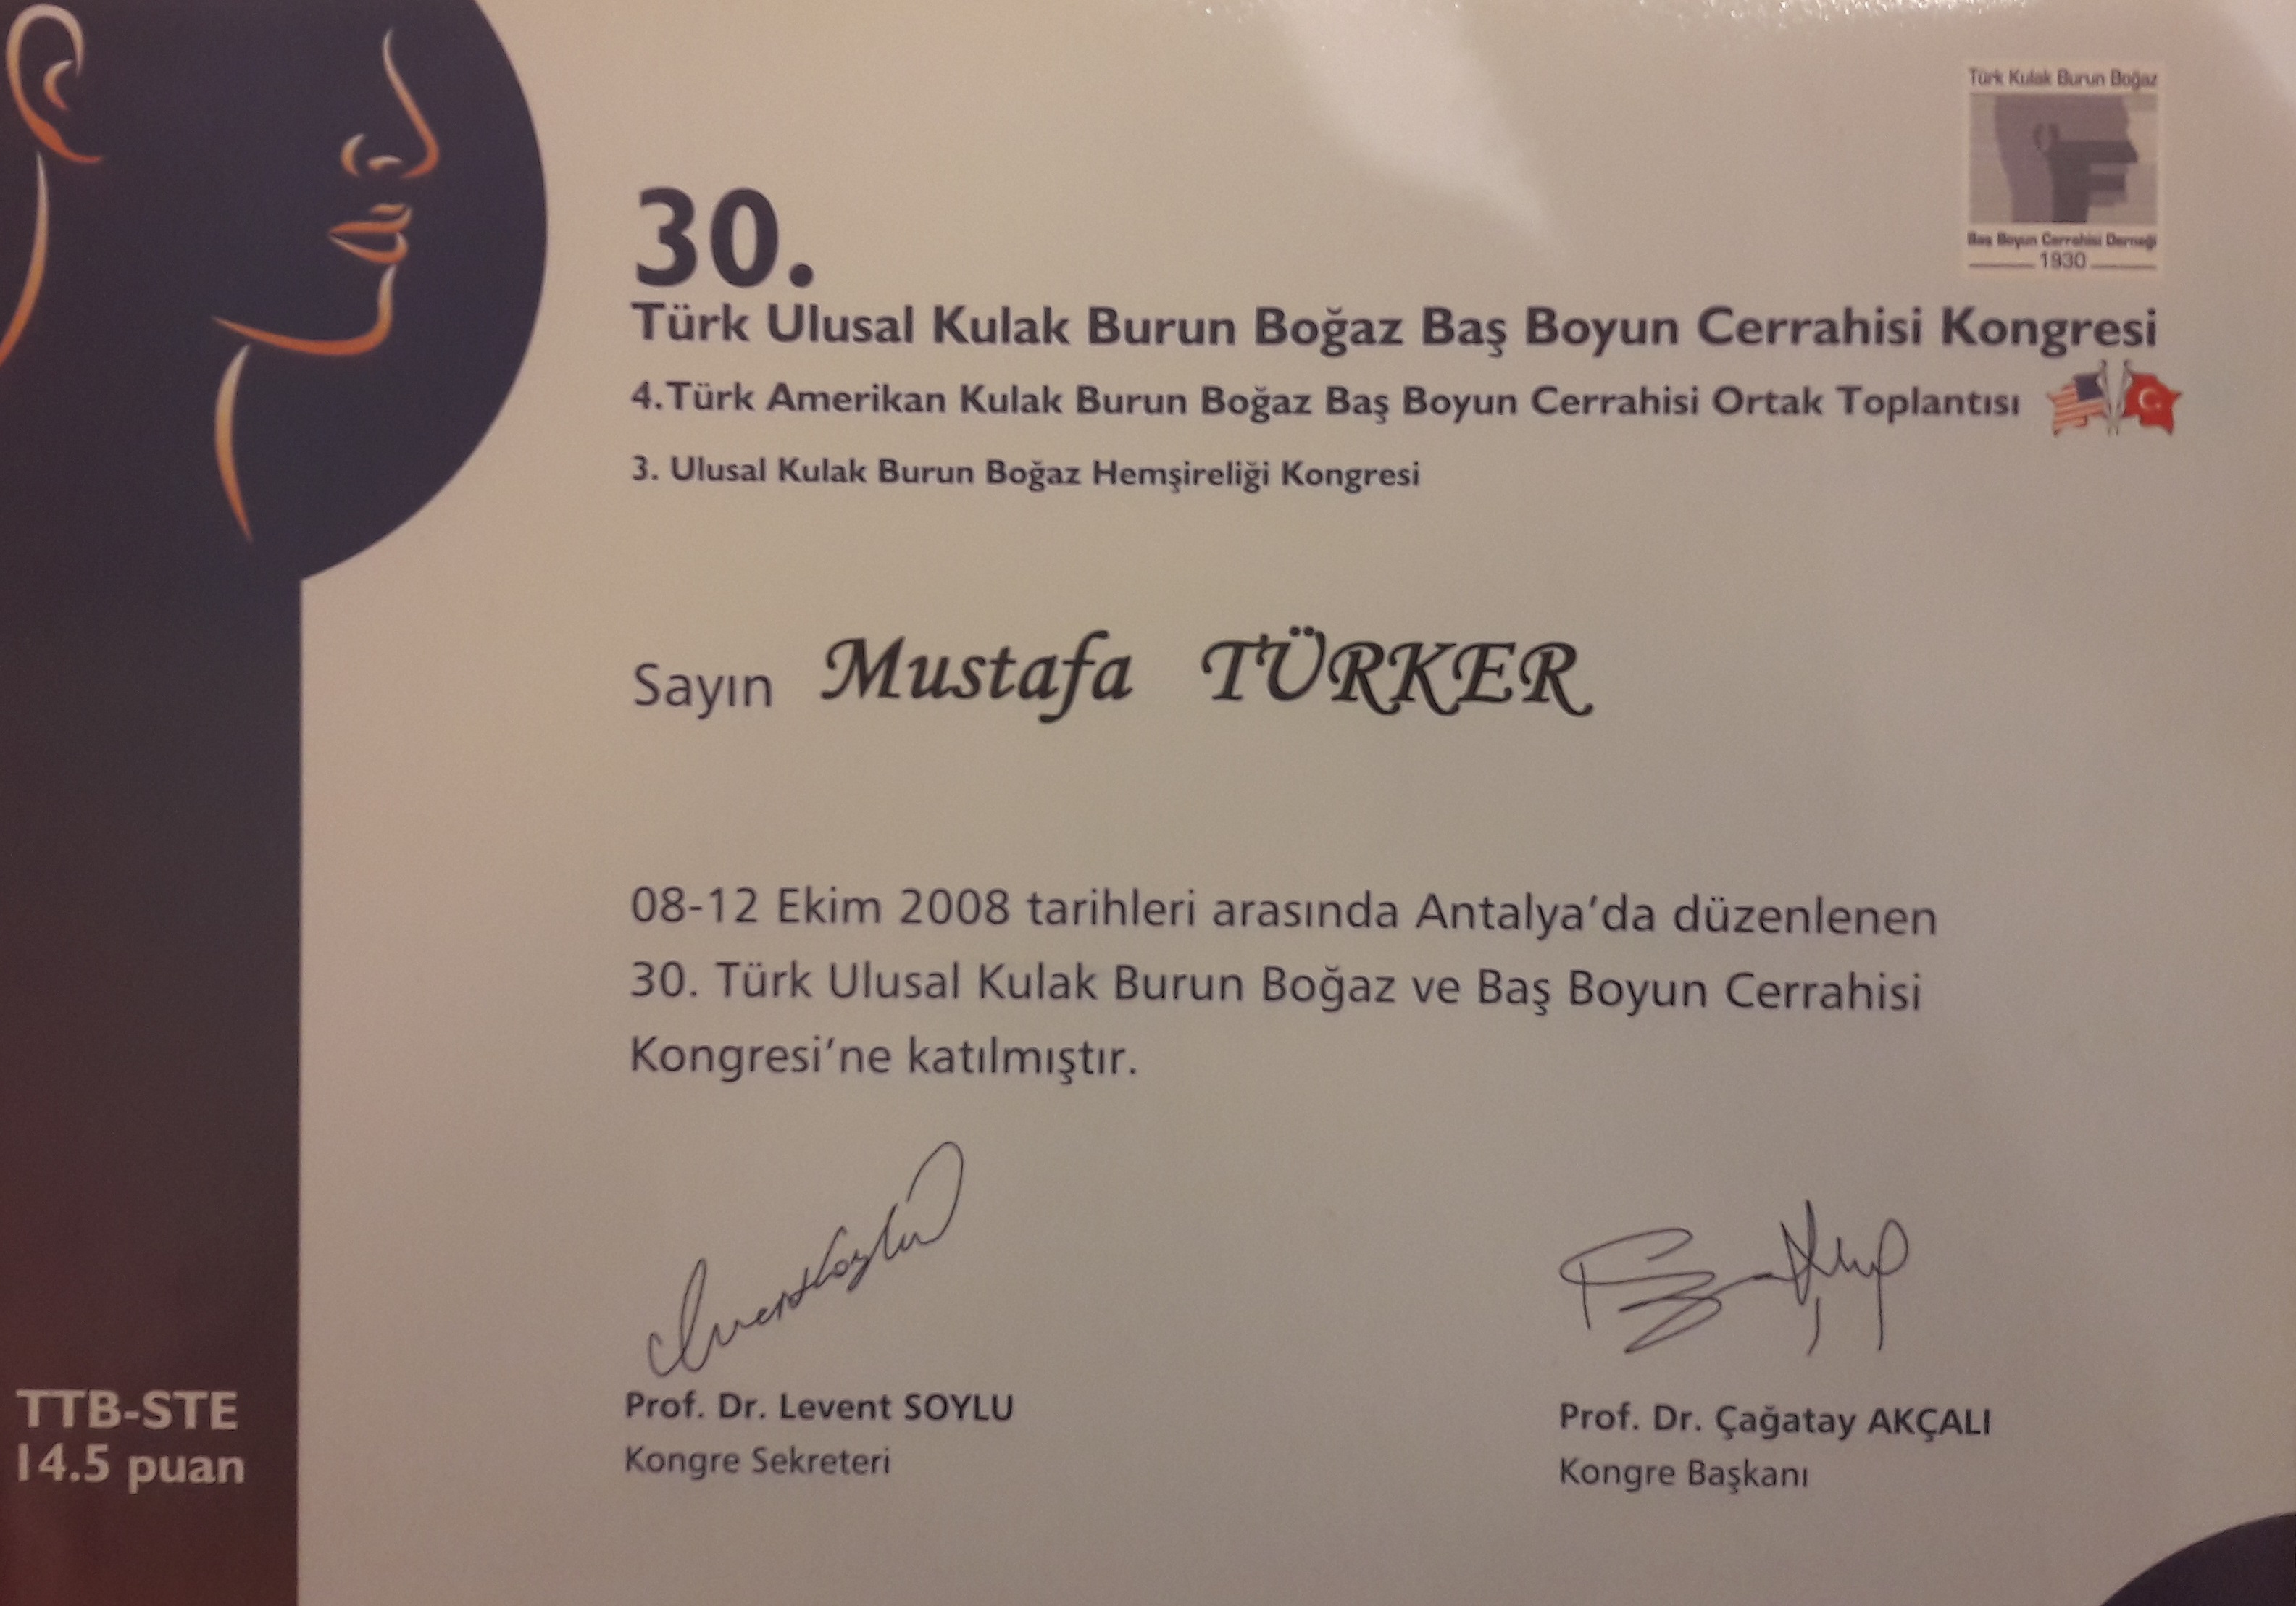 Türk Kulak Burun Boğaz
Baş Boyun Cerrahisi Derneği
1930
30.
Türk Ulusal Kulak Burun Boğaz Baş Boyun Cerrahisi Kongresi
4.Türk Amerikan Kulak Burun Boğaz Baş Boyun Cerrahisi Ortak Toplantısı
3. Ulusal Kulak Burun Boğaz Hemşireliği Kongresi
Sayın Mustafa TÜRKER
08-12 Ekim 2008 tarihleri arasında Antalya'da düzenlenen
30. Türk Ulusal Kulak Burun Boğaz ve Baş Boyun Cerrahisi
Kongresi'ne katılmıştır.
Prof. Dr. Levent SOYLU
Kongre Sekreteri
Prof. Dr. Çağatay AKÇALI
Kongre Başkanı
TTB-STE
14.5 puan